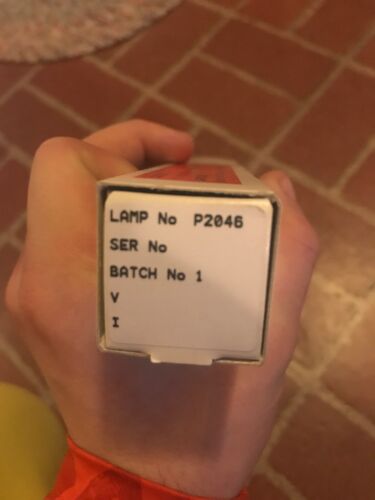 LAMP No P2046
SER No
BATCH No 1
V
I